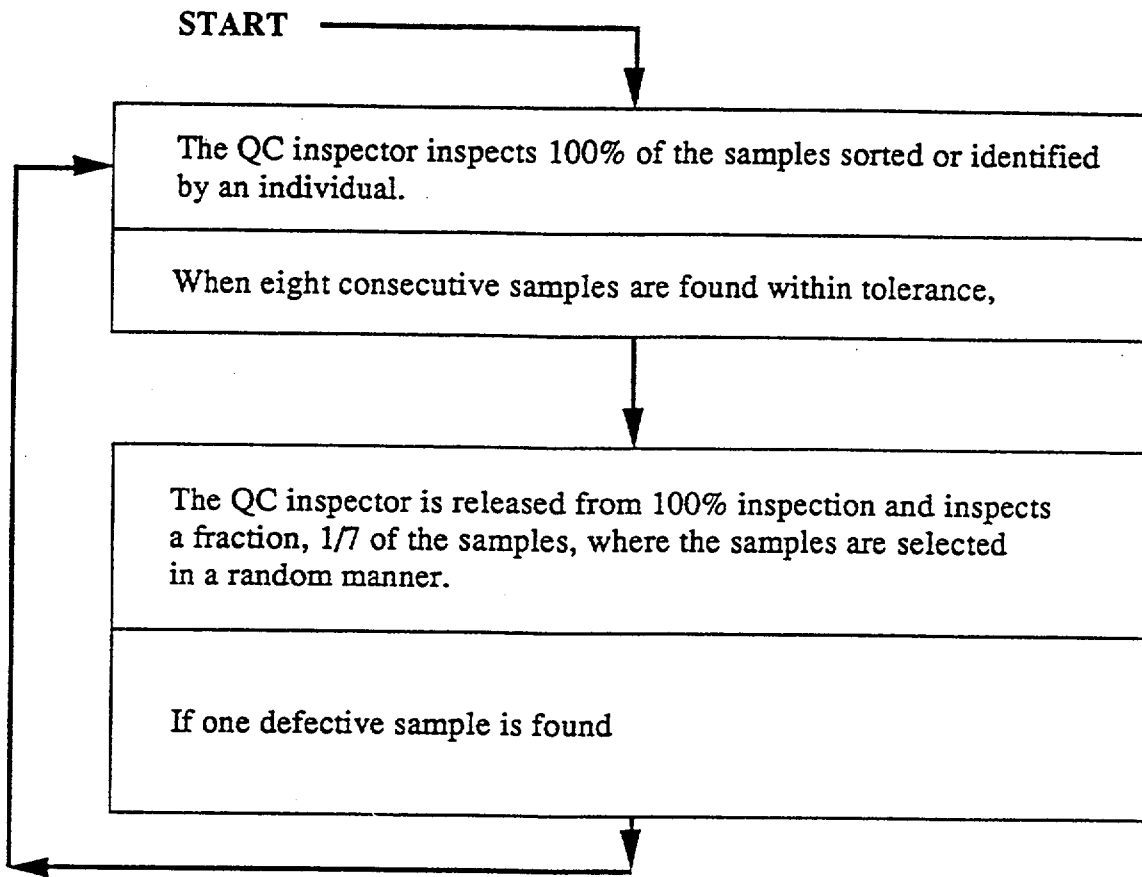 START
The QC inspector inspects 100% of the samples sorted or identified
by an individual.
When eight consecutive samples are found within tolerance,
The QC inspector is released from 100% inspection and inspects
a fraction, 1/7 of the samples, where the samples are selected
in a random manner.
If one defective sample is found